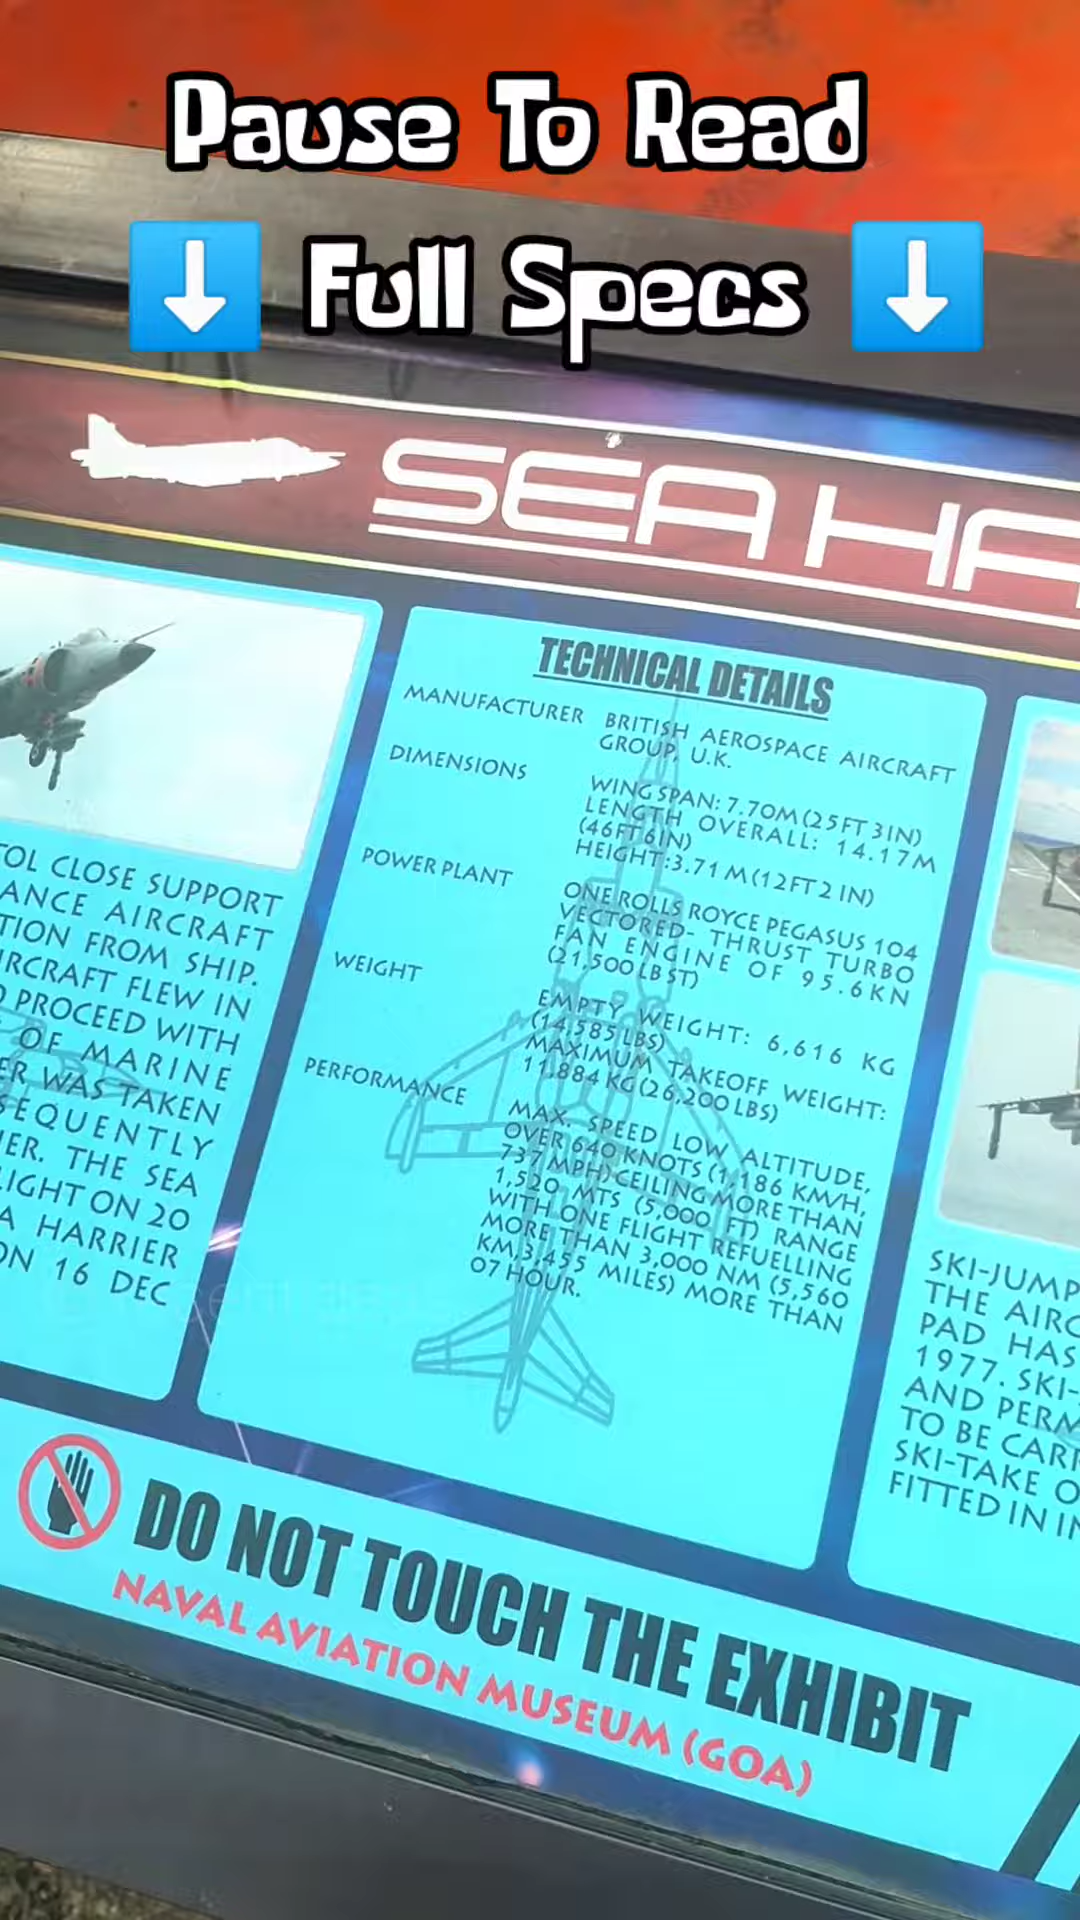 Pause To Read
Full Specs
SEA HA
TOL CLOSE SUPPORT
ANCE AIRCRAFT
TION FROM SHIP.
IRCRAFT FLEW IN
PROCEED WITH
OF MARINE
ER WAS TAKEN
SEQUENTLY
IER. THE SEA
LIGHT ON 20
A HARRIER
ON 16 DEC
TECHNICAL DETAILS
MANUFACTURER BRITISH AEROSPACE AIRCRAFT
GROUP, U.K.
DIMENSIONS
WING SPAN: 7.70M (25FT 3IN)
LENGTH OVERALL: 14.17M
(46FT 6IN)
HEIGHT:3.71 M (12FT2 IN)
POWER PLANT
ONE ROLLS ROYCE PEGASUS 104
VECTORED- THRUST TURBO
FAN ENGINE OF 95.6KN
(21,500 LB ST)
WEIGHT
EMPTY WEIGHT: 6,616 KG
(14,585 LBS)
MAXIMUM TAKEOFF WEIGHT:
11,884 KG (26,200 LBS)
PERFORMANCE
MAX. SPEED LOW ALTITUDE,
OVER 640 KNOTS (1,186 KM/H,
737 MPH) CEILING MORE THAN
1,520 MTS (5,000 FT) RANGE
WITH ONE FLIGHT REFUELLING
MORE THAN 3,000 NM (5,560
KM,3,455 MILES) MORE THAN
07 HOUR.
SKI-JUMP
THE AIRC
PAD HAS
1977. SKI-
AND PERM
TO BE CARR
SKI-TAKE O
FITTED IN IN
DO NOT TOUCH THE EXHIBIT
NAVAL AVIATION MUSEUM (GOA)